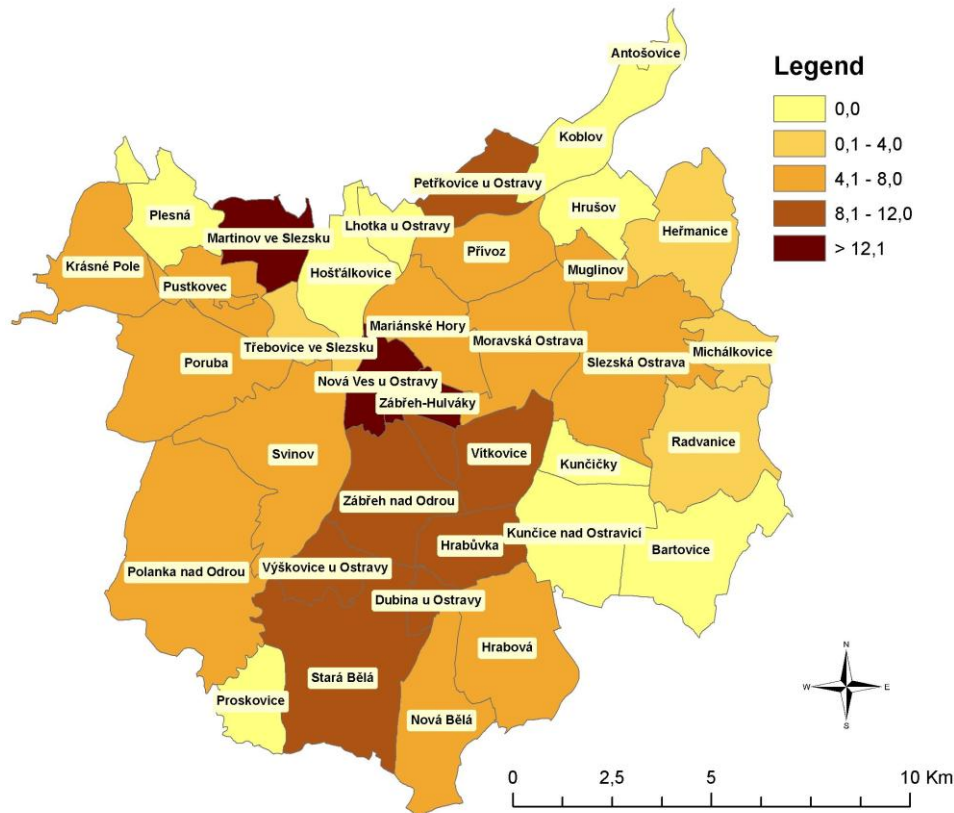 Antošovice
Legend
0,0
0,1 - 4,0
4,1 - 8,0
8,1 - 12,0
> 12,1
Koblov
Petřkovice u Ostravy
Hrušov
Plesná
Lhotka u Ostravy
Heřmanice
Martinov ve Slezsku
Přívoz
Krásné Pole
Hošťálkovice
Muglinov
Pustkovec
Mariánské Hory
Třebovice ve Slezsku
Moravská Ostrava
Michálkovice
Poruba
Slezská Ostrava
Nová Ves u Ostravy
Zábřeh-Hulváky
Radvanice
Svinov
Vítkovice
Kunčičky
Zábřeh nad Odrou
Kunčice nad Ostravicí
Hrabůvka
Bartovice
Polanka nad Odrou
Výškovice u Ostravy
Dubina u Ostravy
Hrabová
Stará Bělá
Proskovice
Nová Bělá
N
W
E
S
0
2,5
5
10 Km